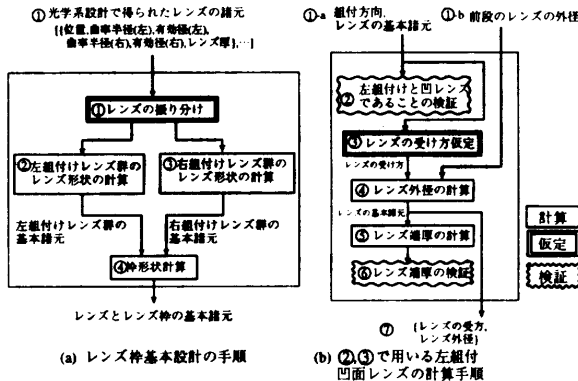 ①光学系設計で得られたレンズの諸元
[{位置,曲率半径(左),有効径(左),
曲率半径(右),有効径(右),レンズ厚},…]
①レンズの振り分け
②左組付けレンズ群の
レンズ形状の計算
③右組付けレンズ群の
レンズ形状の計算
左組付けレンズ群の
基本諸元
右組付けレンズ群の
基本諸元
④枠形状計算
レンズとレンズ枠の基本諸元
(a) レンズ枠基本設計の手順
①-a 組付方向,
レンズの基本諸元
①-b 前段のレンズの外径
②左組付けと凹レンズ
であることの検証
③レンズの受け方仮定
レンズの受け方
④レンズ外径の計算
レンズの基本諸元
⑤レンズ端厚の計算
⑥レンズ端厚の検証
⑦ {レンズの受方,
レンズ外径}
計算
仮定
検証
(b) ②,③で用いる左組付
凹面レンズの計算手順